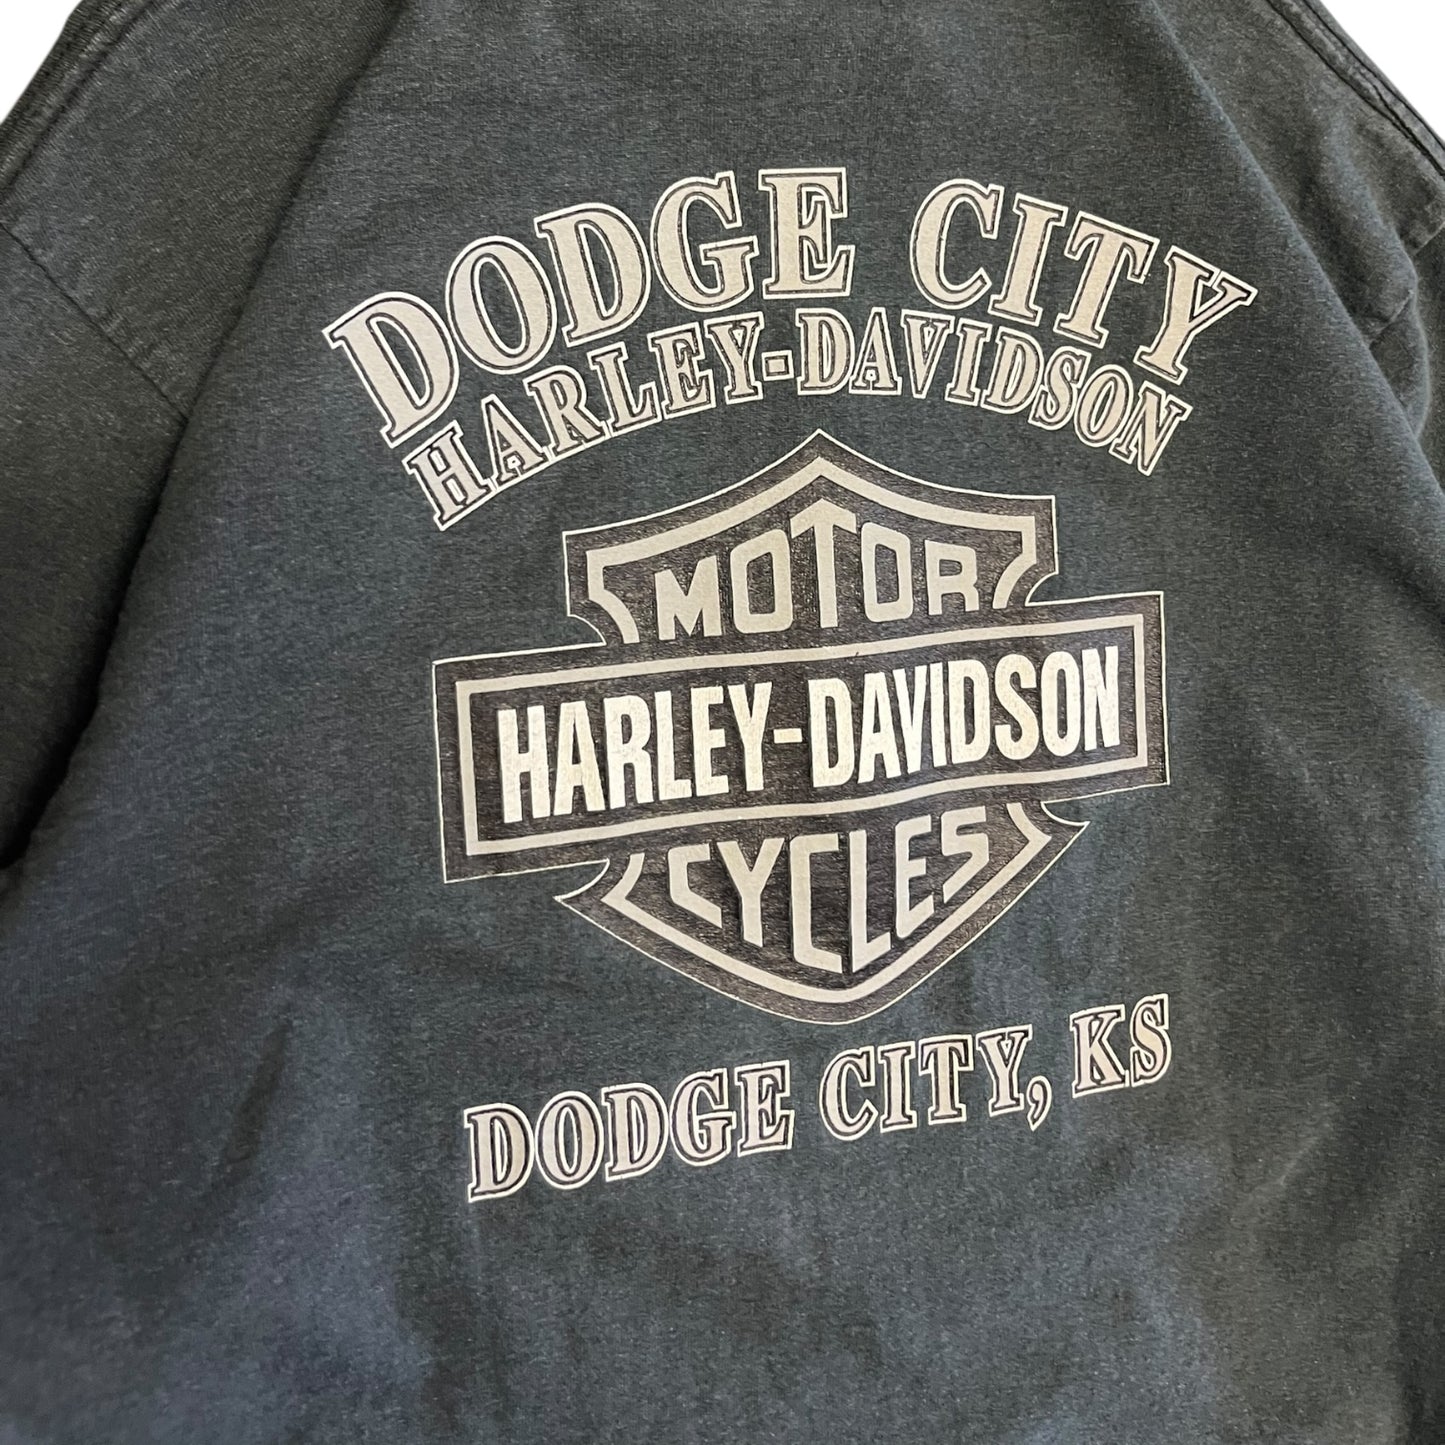 DODGE CITY
HARLEY-DAVIDSON
MOTOR
HARLEY-DAVIDSON
CYCLES
DODGE CITY, KS